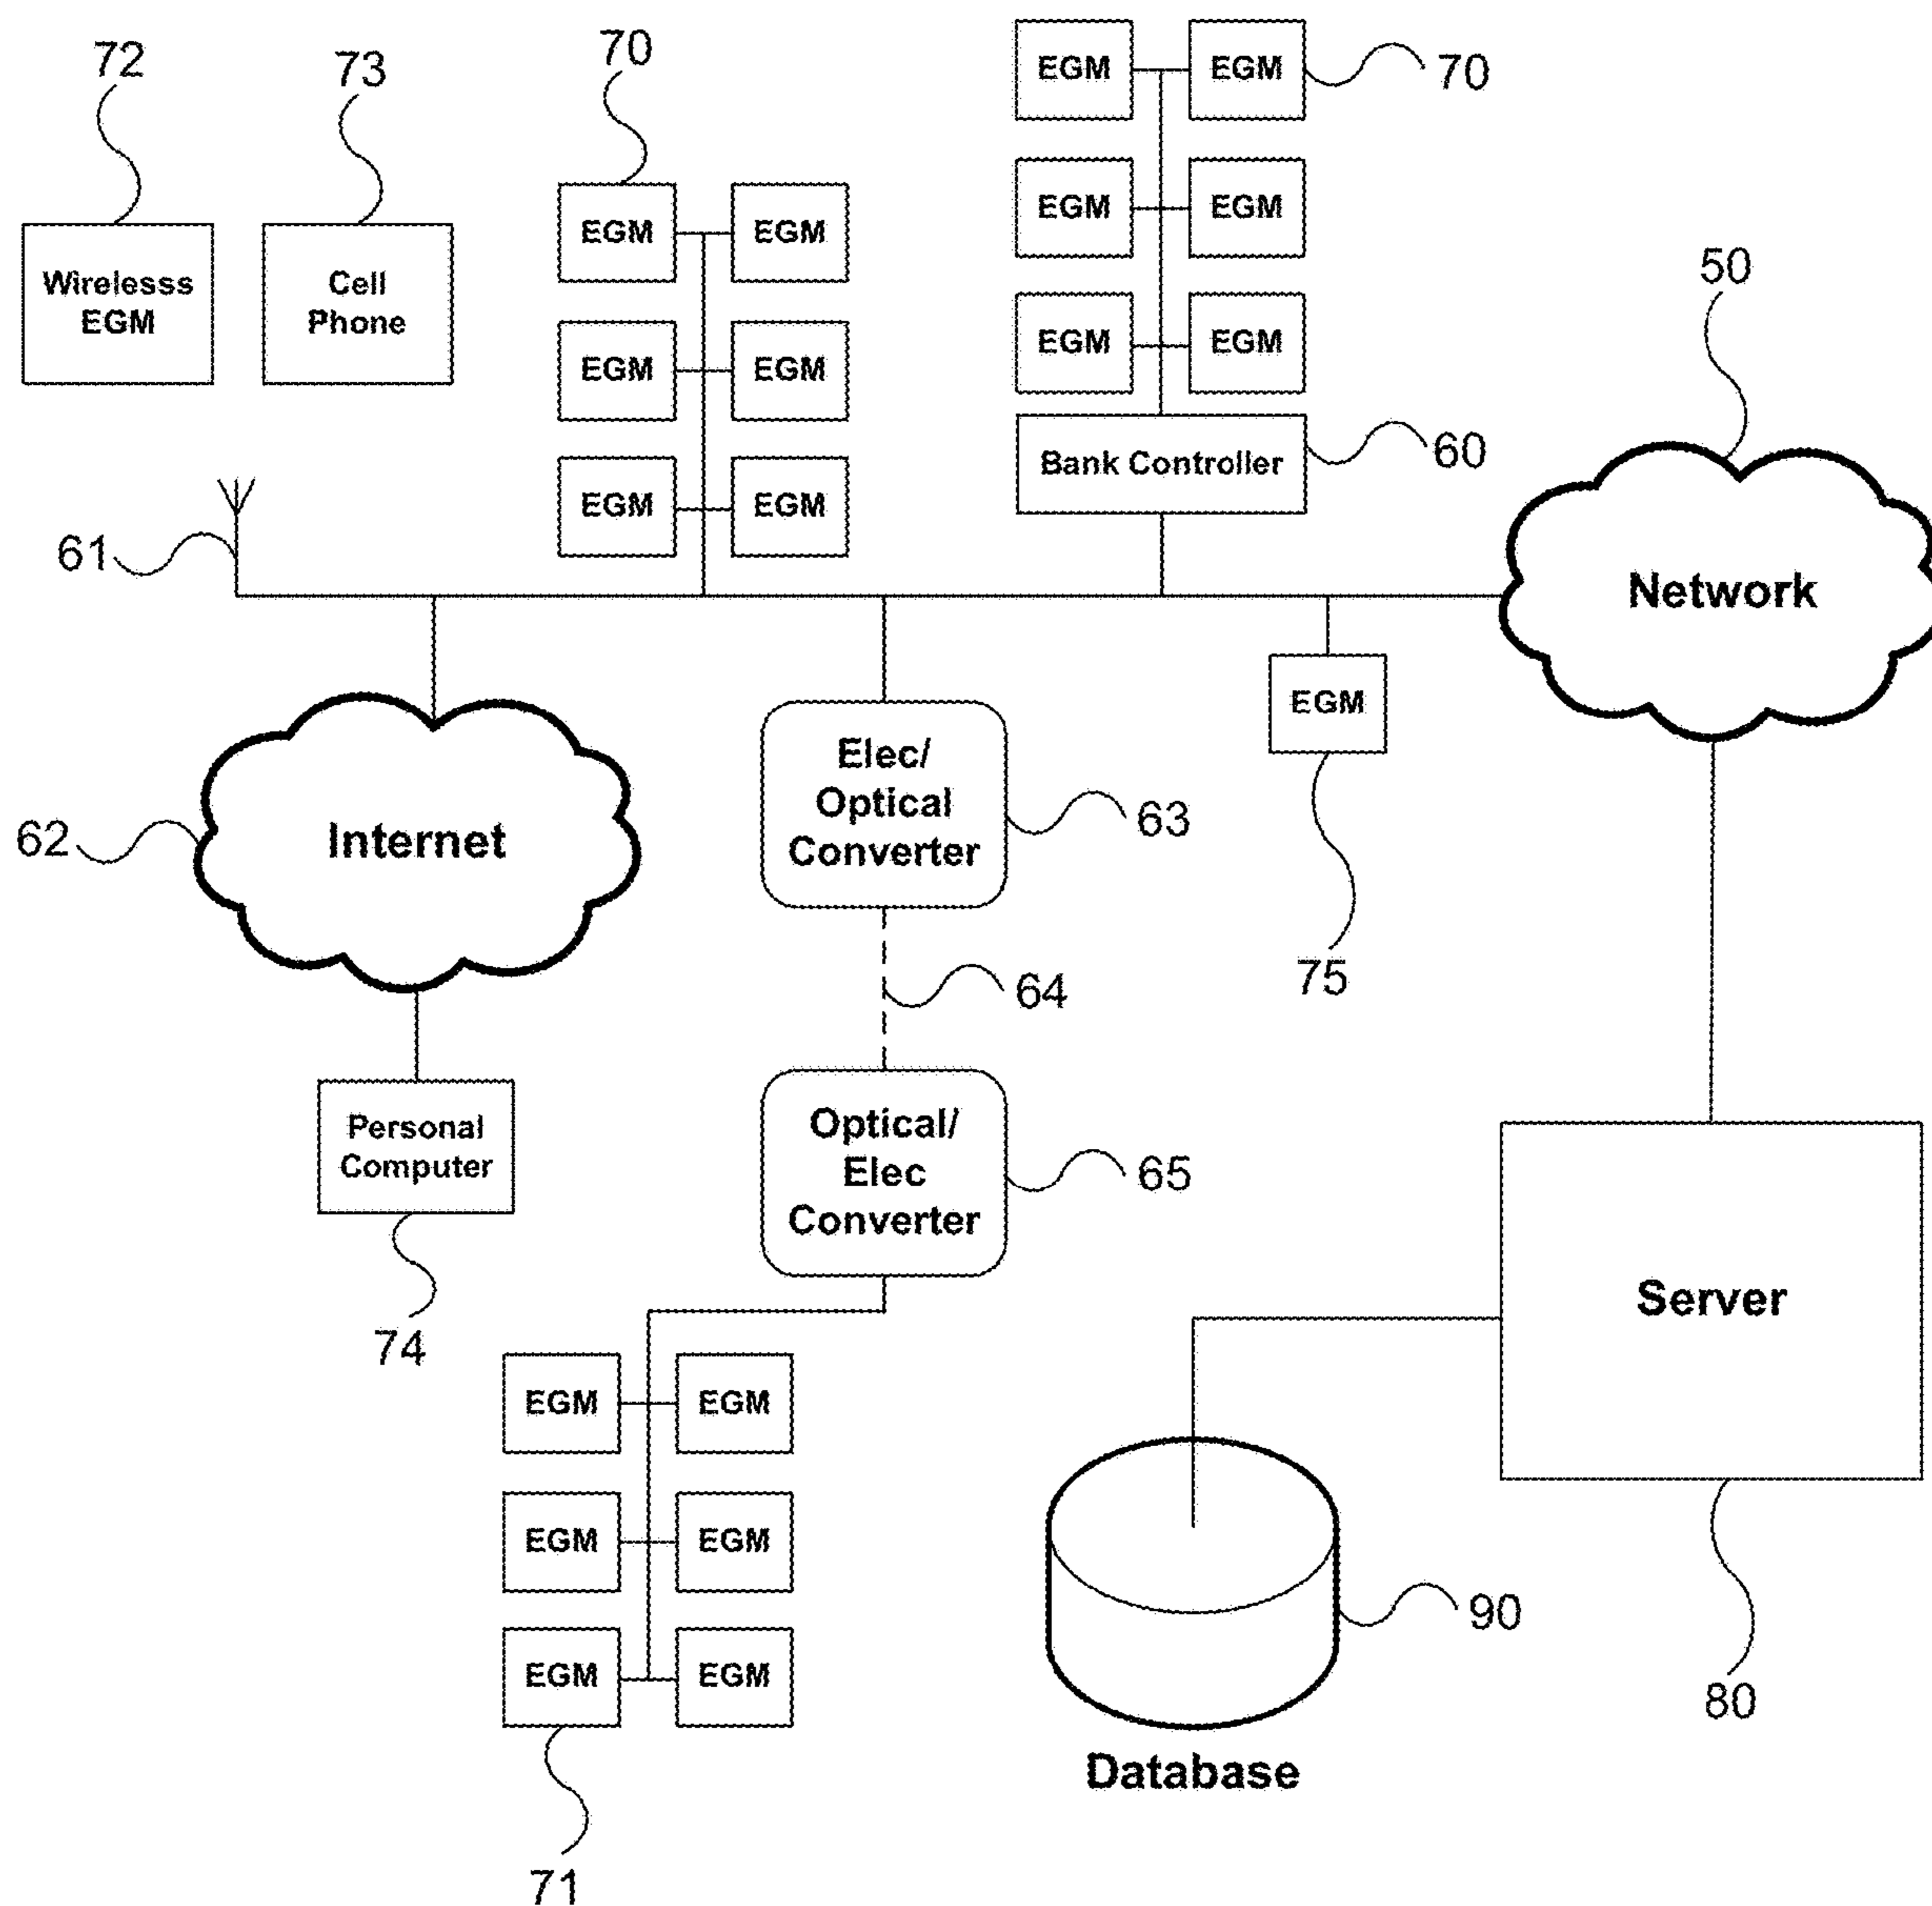 72
73
70
EGM
EGM
70
Wirelesss
EGM
Cell
Phone
EGM
EGM
EGM
EGM
EGM
EGM
EGM
EGM
EGM
EGM
Bank Controller
60
50
61
Network
EGM
75
Internet
62
Elec/
Optical
Converter
63
64
Personal
Computer
74
Optical/
Elec
Converter
65
Server
80
EGM
EGM
EGM
EGM
EGM
EGM
71
90
Database